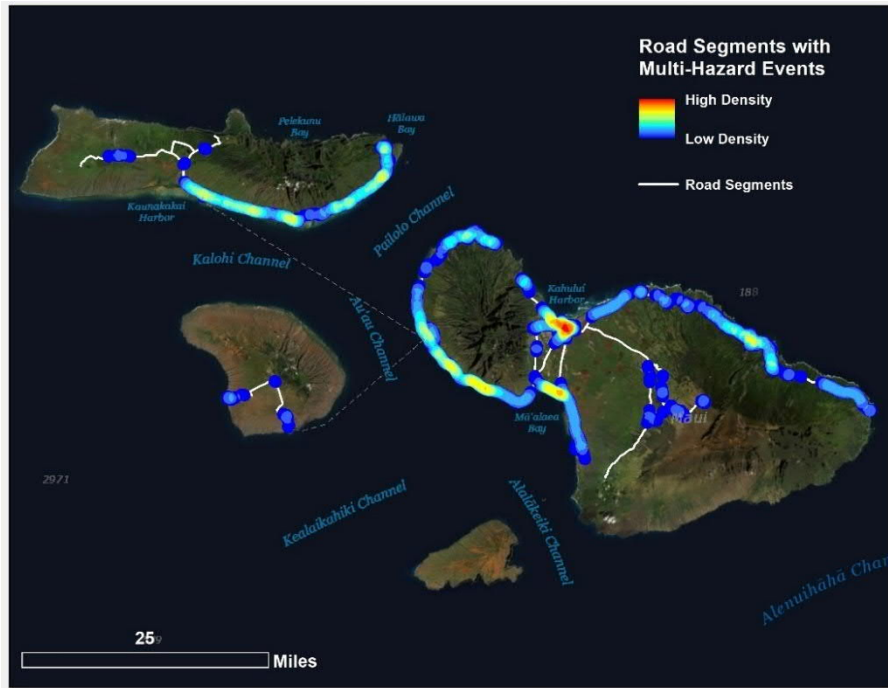 Road Segments with
Multi-Hazard Events
High Density
Low Density
Road Segments
Pelekunu
Bay
Hālawa
Bay
Kaunakakai
Harbor
Pailolo Channel
Kalohi Channel
Au'au Channel
Kahului
Harbor
188
Maui
Mā'alaea
Bay
2971
Kealaikahiki Channel
Alalākeiki Channel
Alenuihāhā Chan
25
Miles